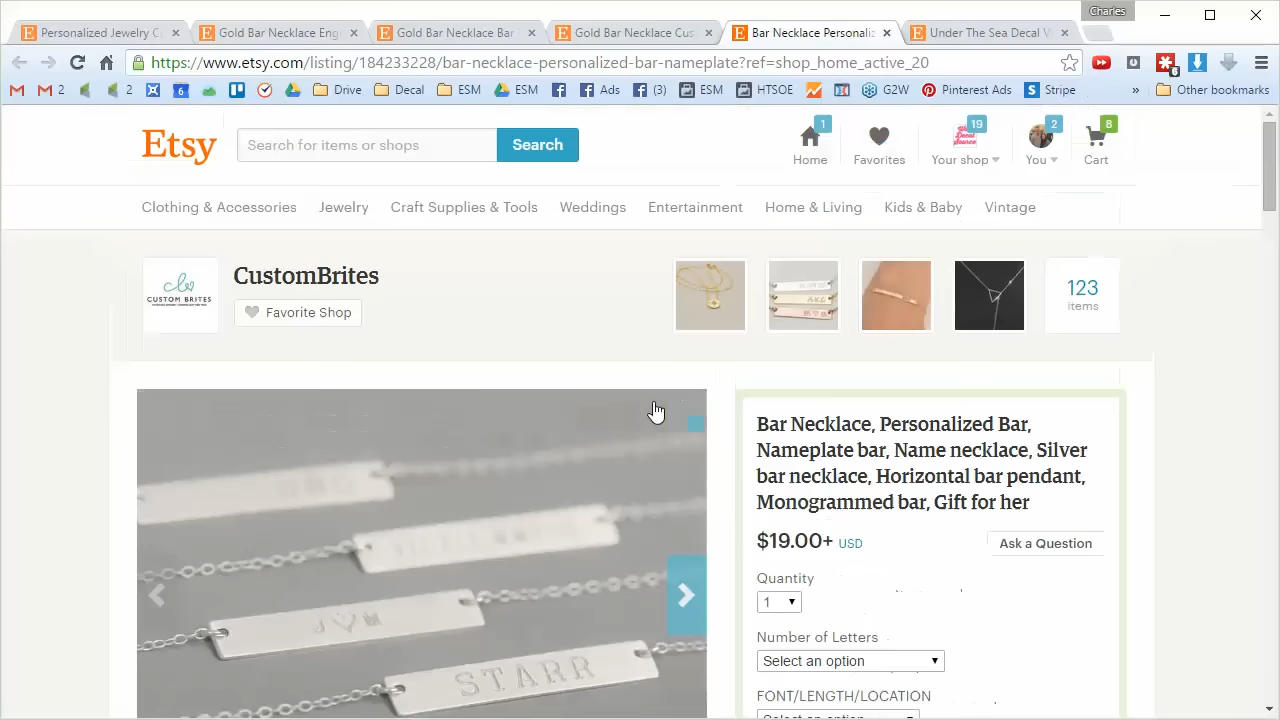 Charles
Personalized Jewelry C
Gold Bar Necklace Eng
Gold Bar Necklace Bar
Gold Bar Necklace Cus
Bar Necklace Personaliz
Under The Sea Decal V
https://www.etsy.com/listing/184233228/bar-necklace-personalized-bar-nameplate?ref=shop_home_active_20
6
2
2
6
Drive
Decal
ESM
ESM
Ads
(3)
ESM
HTSOE
G2W
Pinterest Ads
Stripe
»
Other bookmarks
Etsy
Search for items or shops
Search
1
19
2
8
Home
Favorites
Your shop
You
Cart
Clothing & Accessories
Jewelry
Craft Supplies & Tools
Weddings
Entertainment
Home & Living
Kids & Baby
Vintage
CUSTOM BRITES
CustomBrites
Favorite Shop
123
items
Bar Necklace, Personalized Bar,
Nameplate bar, Name necklace, Silver
bar necklace, Horizontal bar pendant,
Monogrammed bar, Gift for her
$19.00+ USD
Ask a Question
Quantity
1
Number of Letters
Select an option
FONT/LENGTH/LOCATION
Select an option
J♡M
STARR